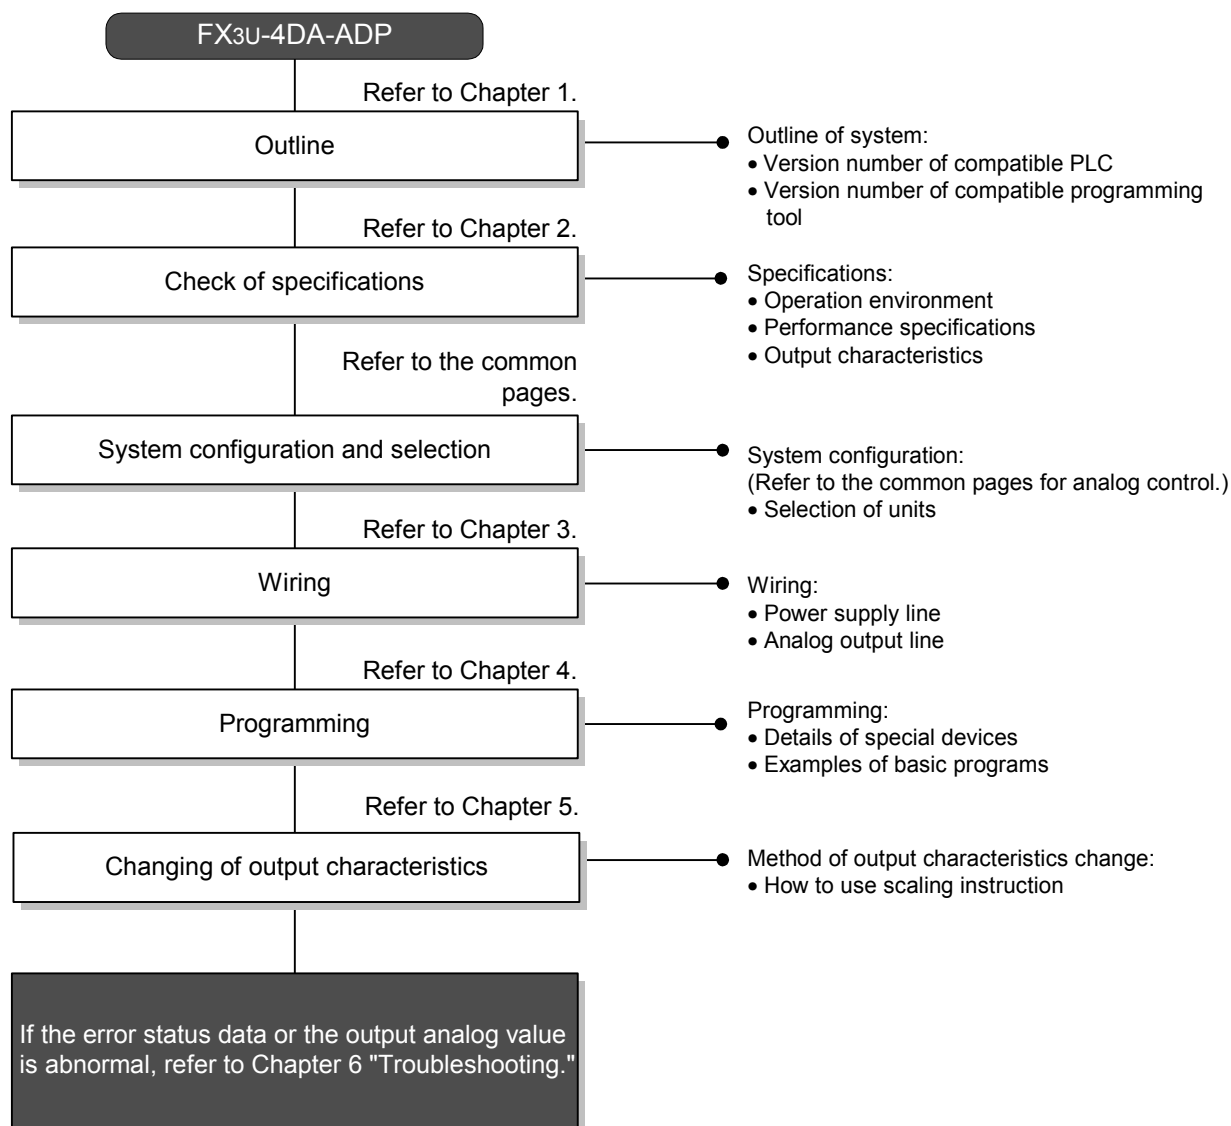 FX3U-4DA-ADP
Refer to Chapter 1.
Outline
Outline of system:
• Version number of compatible PLC
• Version number of compatible programming
tool
Refer to Chapter 2.
Check of specifications
Specifications:
• Operation environment
• Performance specifications
• Output characteristics
Refer to the common
pages.
System configuration and selection
System configuration:
(Refer to the common pages for analog control.)
• Selection of units
Refer to Chapter 3.
Wiring
Wiring:
• Power supply line
• Analog output line
Refer to Chapter 4.
Programming
Programming:
• Details of special devices
• Examples of basic programs
Refer to Chapter 5.
Changing of output characteristics
Method of output characteristics change:
• How to use scaling instruction
If the error status data or the output analog value
is abnormal, refer to Chapter 6 "Troubleshooting."